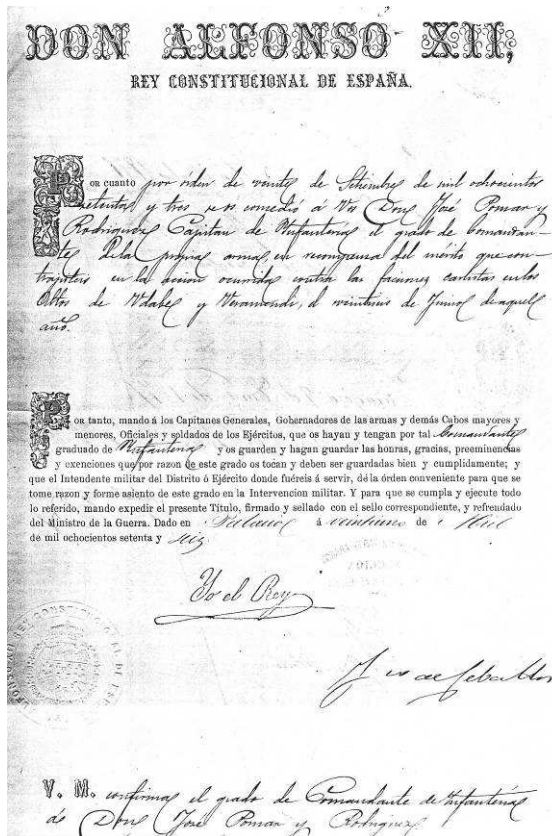 DON ALFONSO XII,
REY CONSTITUCIONAL DE ESPAÑA.
Por cuanto por órden de veinte de Setiembre de mil ochocientos
setenta y tres se os concedió á Vos Don José Pomar y
Rodriguez Capitan de Infanteria el grado de Comandan-
te de la propia arma, en recompensa del mérito que con-
trajisteis en la accion ocurrida contra las facciones carlistas en los
Altos de y el veintiseis de Junio de aquel
año.
Por tanto, mando á los Capitanes Generales, Gobernadores de las armas y demás Cabos mayores y
menores, Oficiales y soldados de los Ejércitos, que os hayan y tengan por tal Comandante
graduado de Infanteria y os guarden y hagan guardar las honras, gracias, preeminencias
y exenciones que por razon de este grado os tocan y deben ser guardadas bien y cumplidamente; y
que el Intendente militar del Distrito ó Ejército donde fuéreis á servir, dé la órden conveniente para que se
tome razon y forme asiento de este grado en la Intervencion militar. Y para que se cumpla y ejecute todo
lo referido, mando expedir el presente Título, firmado y sellado con el sello correspondiente, y refrendado
del Ministro de la Guerra. Dado en Palacio á veintiuno de
de mil ochocientos setenta y seis
Yo el Rey
de Ceballos
V. M. confirma el grado de Comandante de Infanteria
á Don José Pomar y Rodriguez